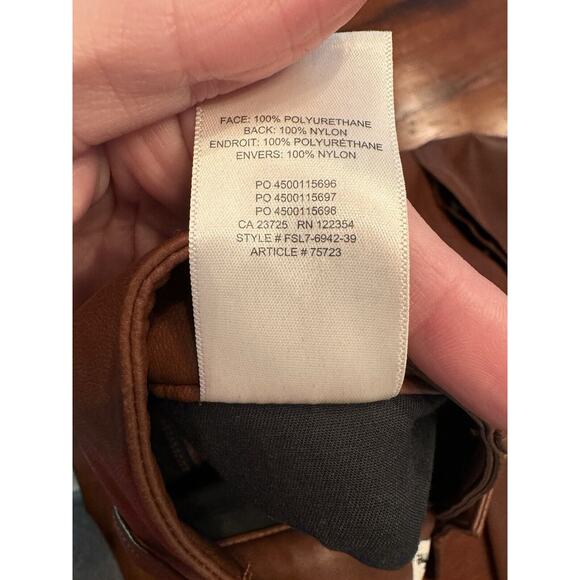 FACE: 100% POLYURETHANE
BACK: 100% NYLON
ENDROIT: 100% POLYURÉTHANE
ENVERS: 100% NYLON
PO 4500115696
PO 4500115697
PO 4500115698
CA 23725 RN 122354
STYLE # FSL7-6942-39
ARTICLE # 75723